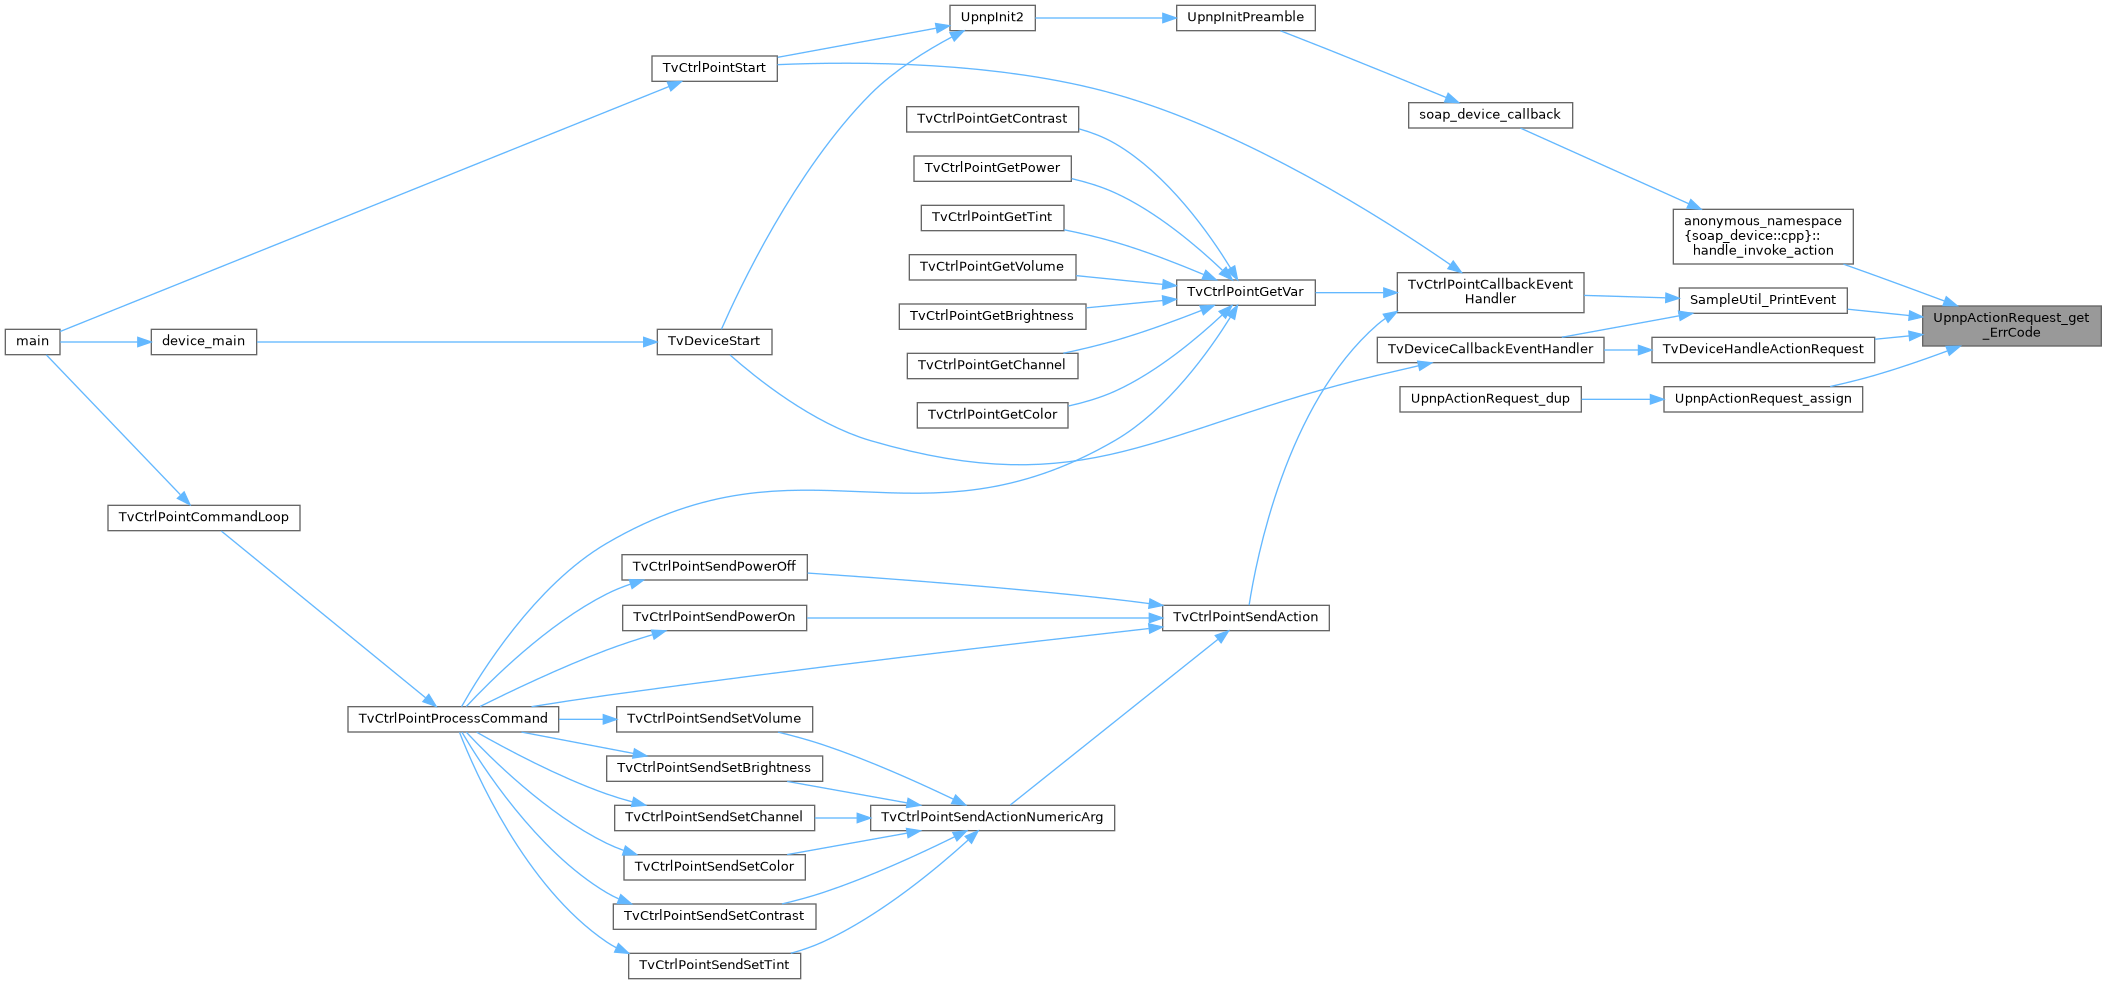 UpnpInit2
UpnpInitPreamble
TvCtrlPointStart
soap_device_callback
TvCtrlPointGetContrast
TvCtrlPointGetPower
TvCtrlPointGetTint
anonymous_namespace
{soap_device::cpp}::
handle_invoke_action
TvCtrlPointGetVolume
TvCtrlPointGetVar
TvCtrlPointCallbackEvent
Handler
SampleUtil_PrintEvent
TvCtrlPointGetBrightness
UpnpActionRequest_get
_ErrCode
main
device_main
TvDeviceStart
TvDeviceCallbackEventHandler
TvDeviceHandleActionRequest
TvCtrlPointGetChannel
UpnpActionRequest_dup
UpnpActionRequest_assign
TvCtrlPointGetColor
TvCtrlPointCommandLoop
TvCtrlPointSendPowerOff
TvCtrlPointSendPowerOn
TvCtrlPointSendAction
TvCtrlPointProcessCommand
TvCtrlPointSendSetVolume
TvCtrlPointSendSetBrightness
TvCtrlPointSendSetChannel
TvCtrlPointSendActionNumericArg
TvCtrlPointSendSetColor
TvCtrlPointSendSetContrast
TvCtrlPointSendSetTint